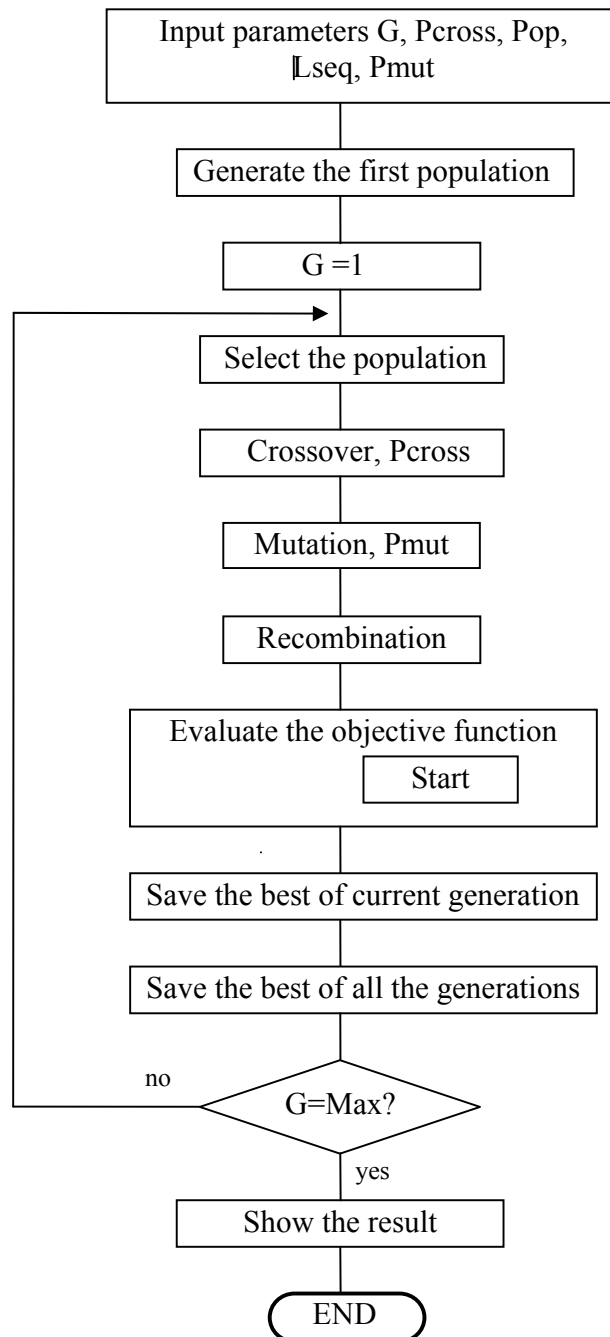 Input parameters G, Pcross, Pop,
Lseq, Pmut
Generate the first population
G =1
Select the population
Crossover, Pcross
Mutation, Pmut
Recombination
Evaluate the objective function
Start
Save the best of current generation
Save the best of all the generations
no
G=Max?
yes
Show the result
END